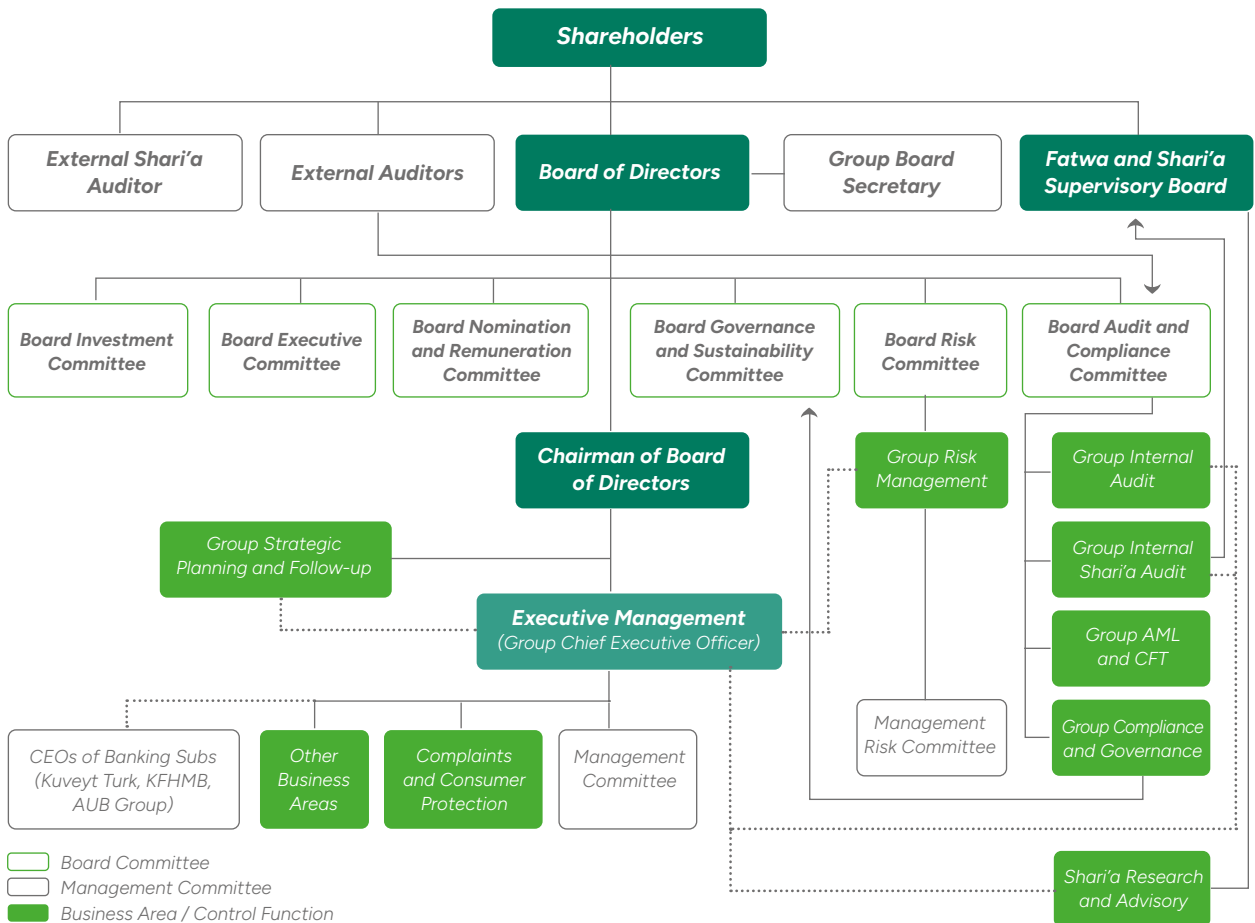 Shareholders
External Shari'a
Auditor
External Auditors
Board of Directors
Group Board
Secretary
Fatwa and Shari'a
Supervisory Board
Board Investment
Committee
Board Executive
Committee
Board Nomination
and Remuneration
Committee
Board Governance
and Sustainability
Committee
Board Risk
Committee
Board Audit and
Compliance
Committee
Chairman of Board
of Directors
Group Risk
Management
Group Internal
Audit
Group Strategic
Planning and Follow-up
Group Internal
Shari'a Audit
Executive Management
(Group Chief Executive Officer)
Group AML
and CFT
CEOs of Banking Subs
(Kuveyt Turk, KFHMB,
AUB Group)
Other
Business
Areas
Complaints
and Consumer
Protection
Management
Committee
Management
Risk Committee
Group Compliance
and Governance
Board Committee
Management Committee
Business Area / Control Function
Shari'a Research
and Advisory